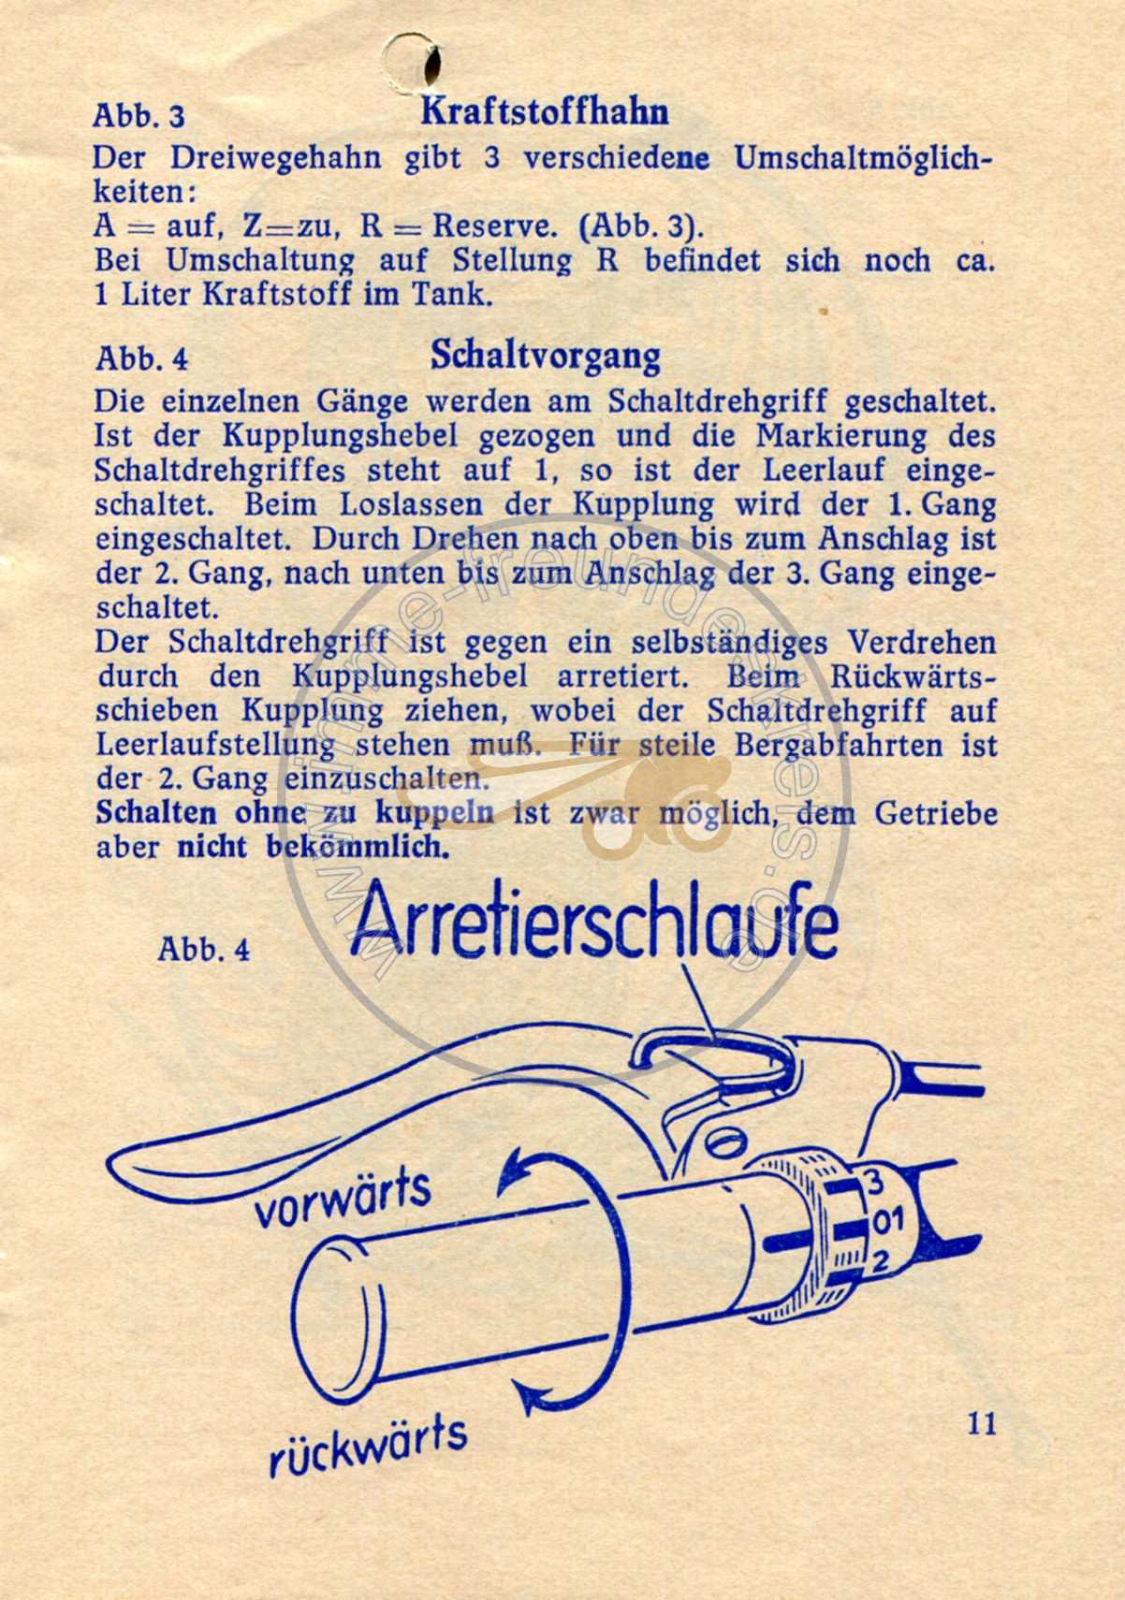 Abb. 3 Kraftstoffhahn
Der Dreiwegehahn gibt 3 verschiedene Umschaltmöglich-
keiten:
A = auf, Z=zu, R = Reserve. (Abb. 3).
Bei Umschaltung auf Stellung R befindet sich noch ca.
1 Liter Kraftstoff im Tank.
Abb. 4 Schaltvorgang
Die einzelnen Gänge werden am Schaltdrehgriff geschaltet.
Ist der Kupplungshebel gezogen und die Markierung des
Schaltdrehgriffes steht auf 1, so ist der Leerlauf einge-
schaltet. Beim Loslassen der Kupplung wird der 1. Gang
eingeschaltet. Durch Drehen nach oben bis zum Anschlag ist
der 2. Gang, nach unten bis zum Anschlag der 3. Gang einge-
schaltet.
Der Schaltdrehgriff ist gegen ein selbständiges Verdrehen
durch den Kupplungshebel arretiert. Beim Rückwärts-
schieben Kupplung ziehen, wobei der Schaltdrehgriff auf
Leerlaufstellung stehen muß. Für steile Bergabfahrten ist
der 2. Gang einzuschalten.
Schalten ohne zu kuppeln ist zwar möglich, dem Getriebe
aber nicht bekömmlich.
www.imme-freundeskreis.de
Abb. 4 Arretierschlaufe
vorwärts
3
01
2
rückwärts
11